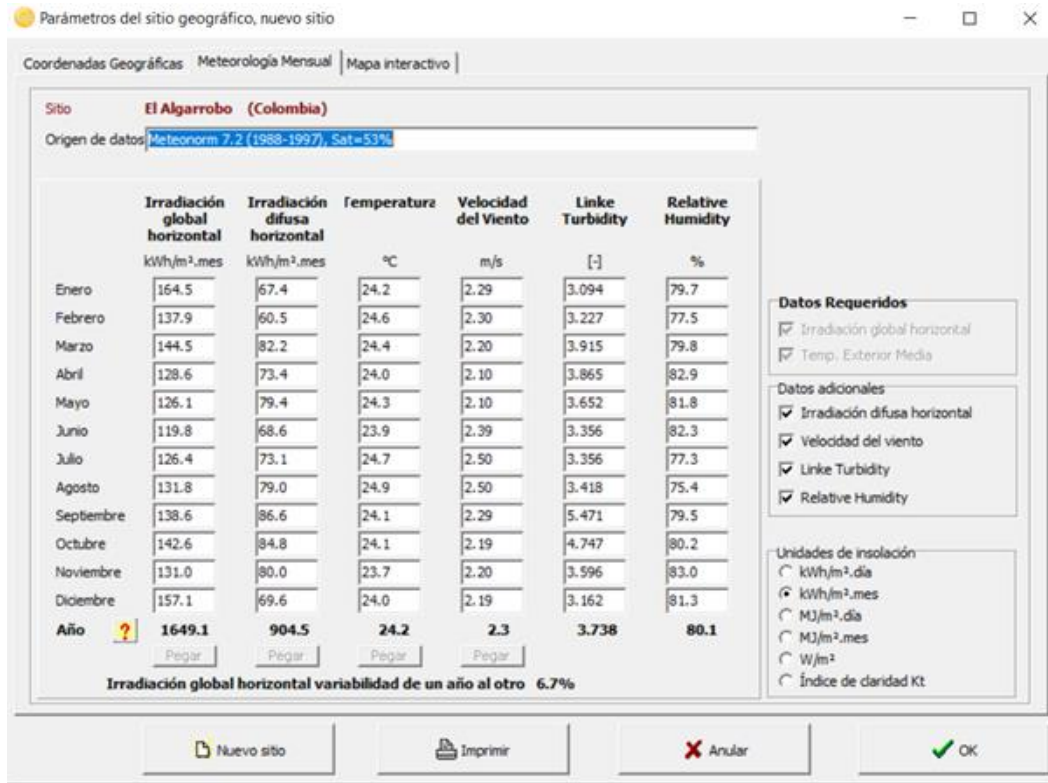 Parámetros del sitio geográfico, nuevo sitio
Coordenadas Geográficas Meteorología Mensual Mapa interactivo
Sitio El Algarrobo (Colombia)
Origen de datos Meteonorm 7.2 (1988-1997), Sat=53%
Irradiación global horizontal Irradiación difusa horizontal Temperatura Velocidad del Viento Linke Turbidity Relative Humidity
kWh/m².mes kWh/m².mes °C m/s [-] %
Enero 164.5 67.4 24.2 2.29 3.094 79.7
Febrero 137.9 60.5 24.6 2.30 3.227 77.5
Marzo 144.5 82.2 24.4 2.20 3.915 79.8
Abril 128.6 73.4 24.0 2.10 3.865 82.9
Mayo 126.1 79.4 24.3 2.10 3.652 81.8
Junio 119.8 68.6 23.9 2.39 3.356 82.3
Julio 126.4 73.1 24.7 2.50 3.356 77.3
Agosto 131.8 79.0 24.9 2.50 3.418 75.4
Septiembre 138.6 86.6 24.1 2.29 5.471 79.5
Octubre 142.6 84.8 24.1 2.19 4.747 80.2
Noviembre 131.0 80.0 23.7 2.20 3.596 83.0
Diciembre 157.1 69.6 24.0 2.19 3.162 81.3
Año ? 1649.1 904.5 24.2 2.3 3.738 80.1
Pegar Pegar Pegar Pegar
Irradiación global horizontal variabilidad de un año al otro 6.7%
Datos Requeridos
Irradiación global horizontal
Temp. Exterior Media
Datos adicionales
Irradiación difusa horizontal
Velocidad del viento
Linke Turbidity
Relative Humidity
Unidades de insolación
kWh/m².día
kWh/m².mes
MJ/m².día
MJ/m².mes
W/m²
Índice de claridad Kt
Nuevo sitio Imprimir Anular OK